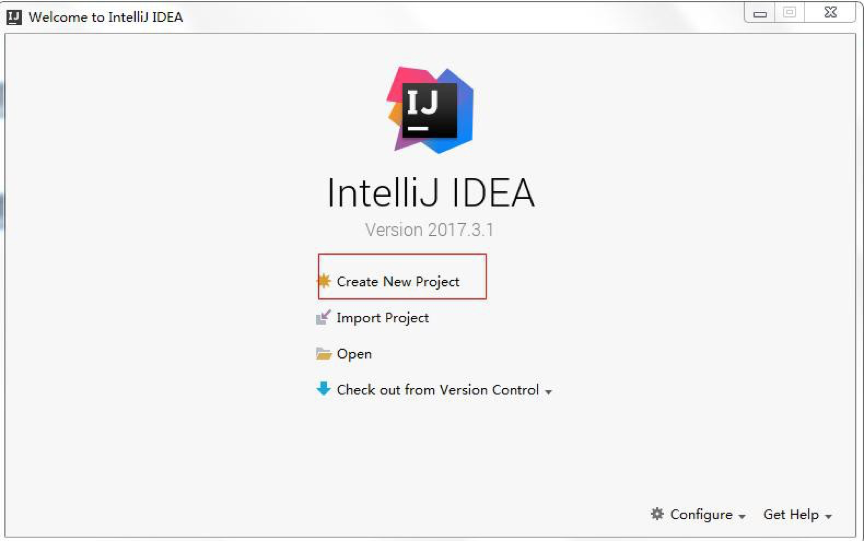 IJ Welcome to IntelliJ IDEA
IJ
IntelliJ IDEA
Version 2017.3.1
Create New Project
Import Project
Open
Check out from Version Control
Configure Get Help